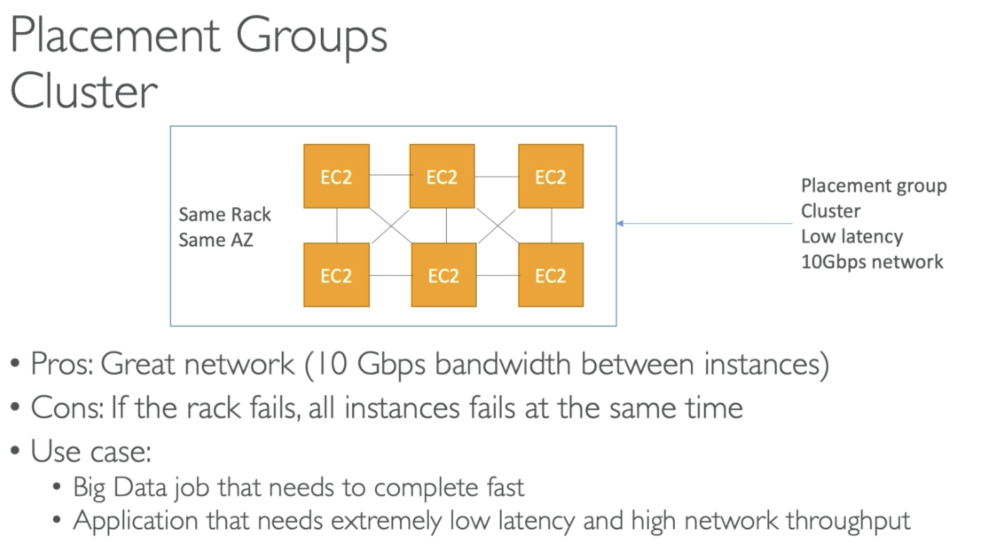 Placement Groups
Cluster
EC2
EC2
EC2
Same Rack
Same AZ
EC2
EC2
EC2
Placement group
Cluster
Low latency
10Gbps network
• Pros: Great network (10 Gbps bandwidth between instances)
• Cons: If the rack fails, all instances fails at the same time
• Use case:
• Big Data job that needs to complete fast
• Application that needs extremely low latency and high network throughput